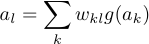 a_l = \sum_k w_{kl} g(a_k)